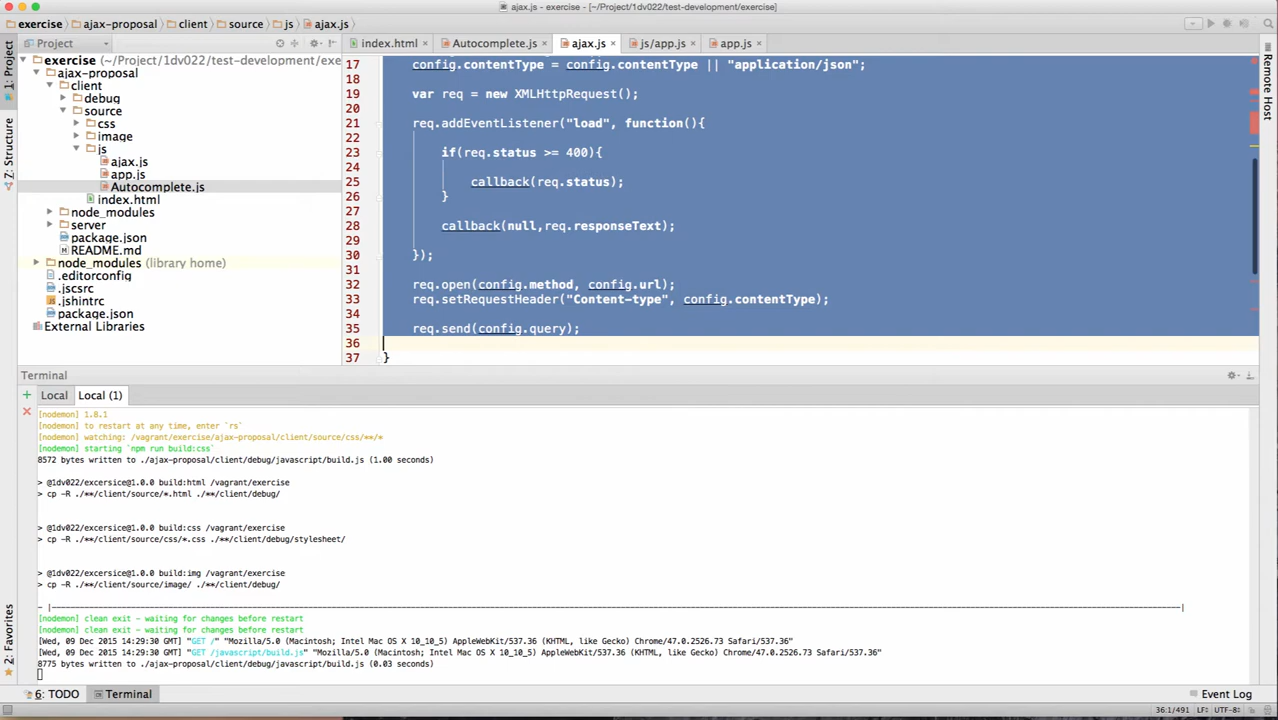 ajax.js - exercise - [~/Project/1dv022/test-development/exercise]
exercise ajax-proposal client source js ajax.js
1: Project
Z: Structure
2: Favorites
Project
index.html Autocomplete.js ajax.js js/app.js app.js
Remote Host
exercise (~/Project/1dv022/test-development/exe
ajax-proposal
client
debug
source
css
image
js
ajax.js
app.js
Autocomplete.js
index.html
node_modules
server
package.json
README.md
node_modules (library home)
.editorconfig
.jscsrc
.jshintrc
package.json
External Libraries
17 config.contentType = config.contentType || "application/json";
18
19 var req = new XMLHttpRequest();
20
21 req.addEventListener("load", function(){
22
23 if(req.status >= 400){
24
25 callback(req.status);
26 }
27
28 callback(null,req.responseText);
29
30 });
31
32 req.open(config.method, config.url);
33 req.setRequestHeader("Content-type", config.contentType);
34
35 req.send(config.query);
36
37 }
Terminal
Local Local (1)
[nodemon] 1.8.1
[nodemon] to restart at any time, enter `rs`
[nodemon] watching: /vagrant/exercise/ajax-proposal/client/source/css/**/*
[nodemon] starting `npm run build:css`
8572 bytes written to ./ajax-proposal/client/debug/javascript/build.js (1.00 seconds)
> @1dv022/excersice@1.0.0 build:html /vagrant/exercise
> cp -R ./**/client/source/*.html ./**/client/debug/
> @1dv022/excersice@1.0.0 build:css /vagrant/exercise
> cp -R ./**/client/source/css/*.css ./**/client/debug/stylesheet/
> @1dv022/excersice@1.0.0 build:img /vagrant/exercise
> cp -R ./**/client/source/image/ ./**/client/debug/
[nodemon] clean exit - waiting for changes before restart
[nodemon] clean exit - waiting for changes before restart
[Wed, 09 Dec 2015 14:29:30 GMT] "GET /" "Mozilla/5.0 (Macintosh; Intel Mac OS X 10_10_5) AppleWebKit/537.36 (KHTML, like Gecko) Chrome/47.0.2526.73 Safari/537.36"
[Wed, 09 Dec 2015 14:29:30 GMT] "GET /javascript/build.js" "Mozilla/5.0 (Macintosh; Intel Mac OS X 10_10_5) AppleWebKit/537.36 (KHTML, like Gecko) Chrome/47.0.2526.73 Safari/537.36"
8775 bytes written to ./ajax-proposal/client/debug/javascript/build.js (0.03 seconds)
6: TODO Terminal Event Log
36:1/491 LF÷ UTF-8÷